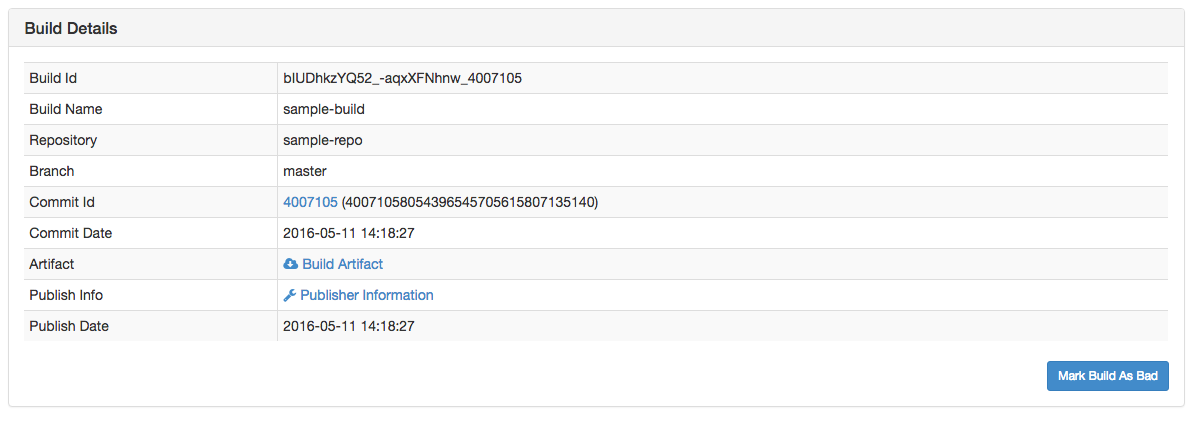 Build Details
Build Id bIUDhkzYQ52_-aqxXFNhnw_4007105
Build Name sample-build
Repository sample-repo
Branch master
Commit Id 4007105 (40071058054396545705615807135140)
Commit Date 2016-05-11 14:18:27
Artifact Build Artifact
Publish Info Publisher Information
Publish Date 2016-05-11 14:18:27
Mark Build As Bad